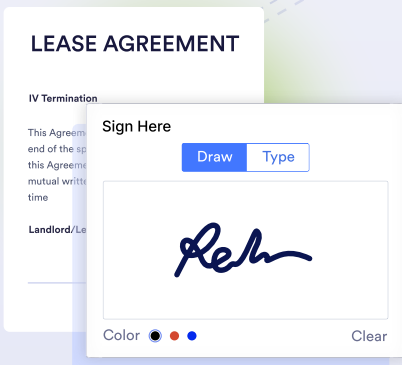 LEASE AGREEMENT
IV Termination
This Agreem
end of the sp
this Agreeme
mutual writte
time
Landlord/Le
Sign Here
Draw Type
Color
Clear